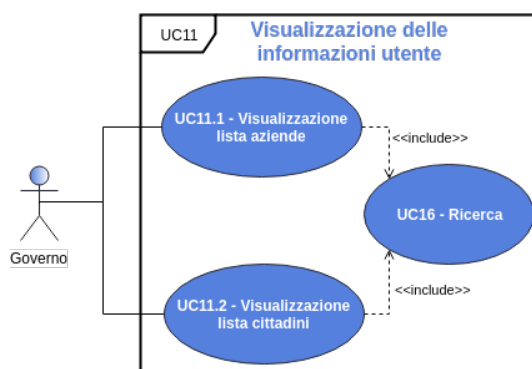 UC11
Visualizzazione delle
informazioni utente
UC11.1 - Visualizzazione
lista aziende
<<include>>
UC16 - Ricerca
Governo
<<include>>
UC11.2 - Visualizzazione
lista cittadini